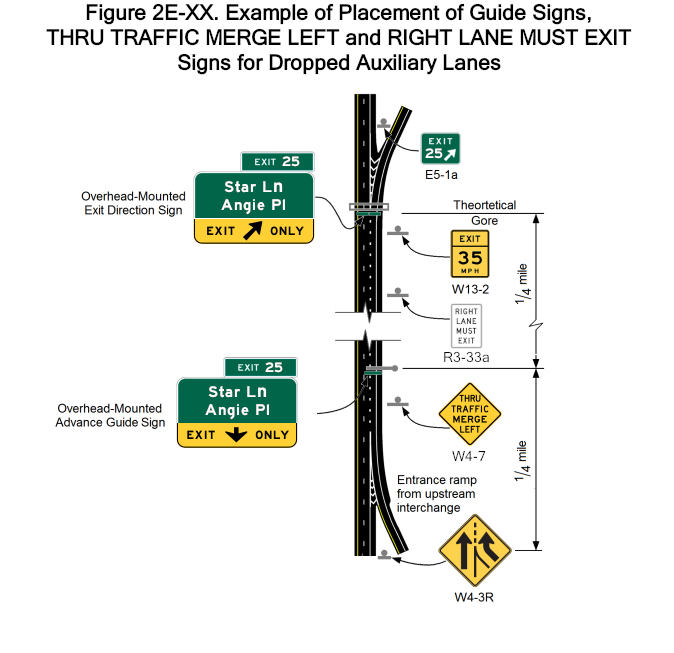 Figure 2E-XX. Example of Placement of Guide Signs,
THRU TRAFFIC MERGE LEFT and RIGHT LANE MUST EXIT
Signs for Dropped Auxiliary Lanes
EXIT
25
E5-1a
EXIT 25
Star Ln
Angie Pl
EXIT ONLY
Overhead-Mounted
Exit Direction Sign
Theortetical
Gore
EXIT
35
MPH
W13-2
1/4 mile
RIGHT
LANE
MUST
EXIT
R3-33a
EXIT 25
Star Ln
Angie Pl
EXIT ONLY
Overhead-Mounted
Advance Guide Sign
THRU
TRAFFIC
MERGE
LEFT
W4-7
1/4 mile
Entrance ramp
from upstream
interchange
W4-3R